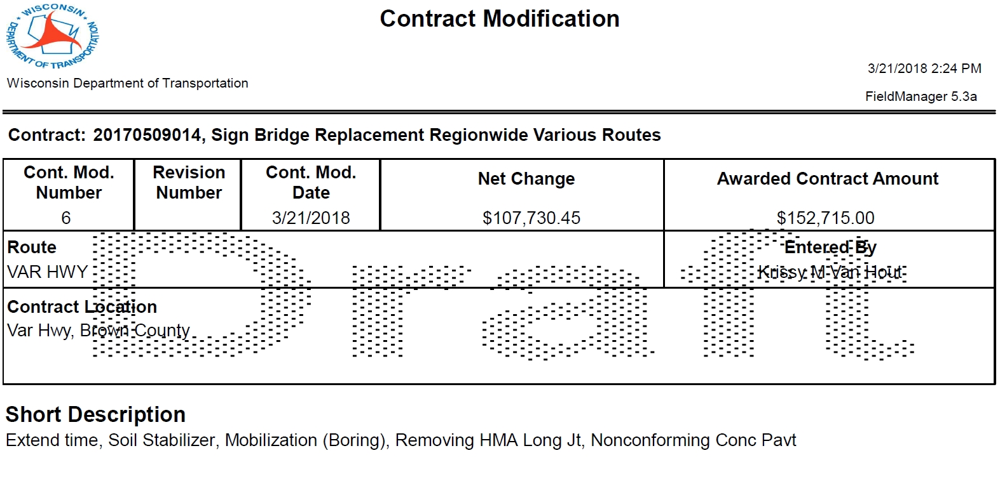 WISCONSIN
DEPARTMENT OF TRANSPORTATION
Contract Modification
3/21/2018 2:24 PM
Wisconsin Department of Transportation
FieldManager 5.3a
Contract: 20170509014, Sign Bridge Replacement Regionwide Various Routes
Cont. Mod. Number
Revision Number
Cont. Mod. Date
Net Change
Awarded Contract Amount
6
3/21/2018
$107,730.45
$152,715.00
Route
Entered By
VAR HWY
Krissy M Van Hout
Draft
Contract Location
Var Hwy, Brown County
Short Description
Extend time, Soil Stabilizer, Mobilization (Boring), Removing HMA Long Jt, Nonconforming Conc Pavt